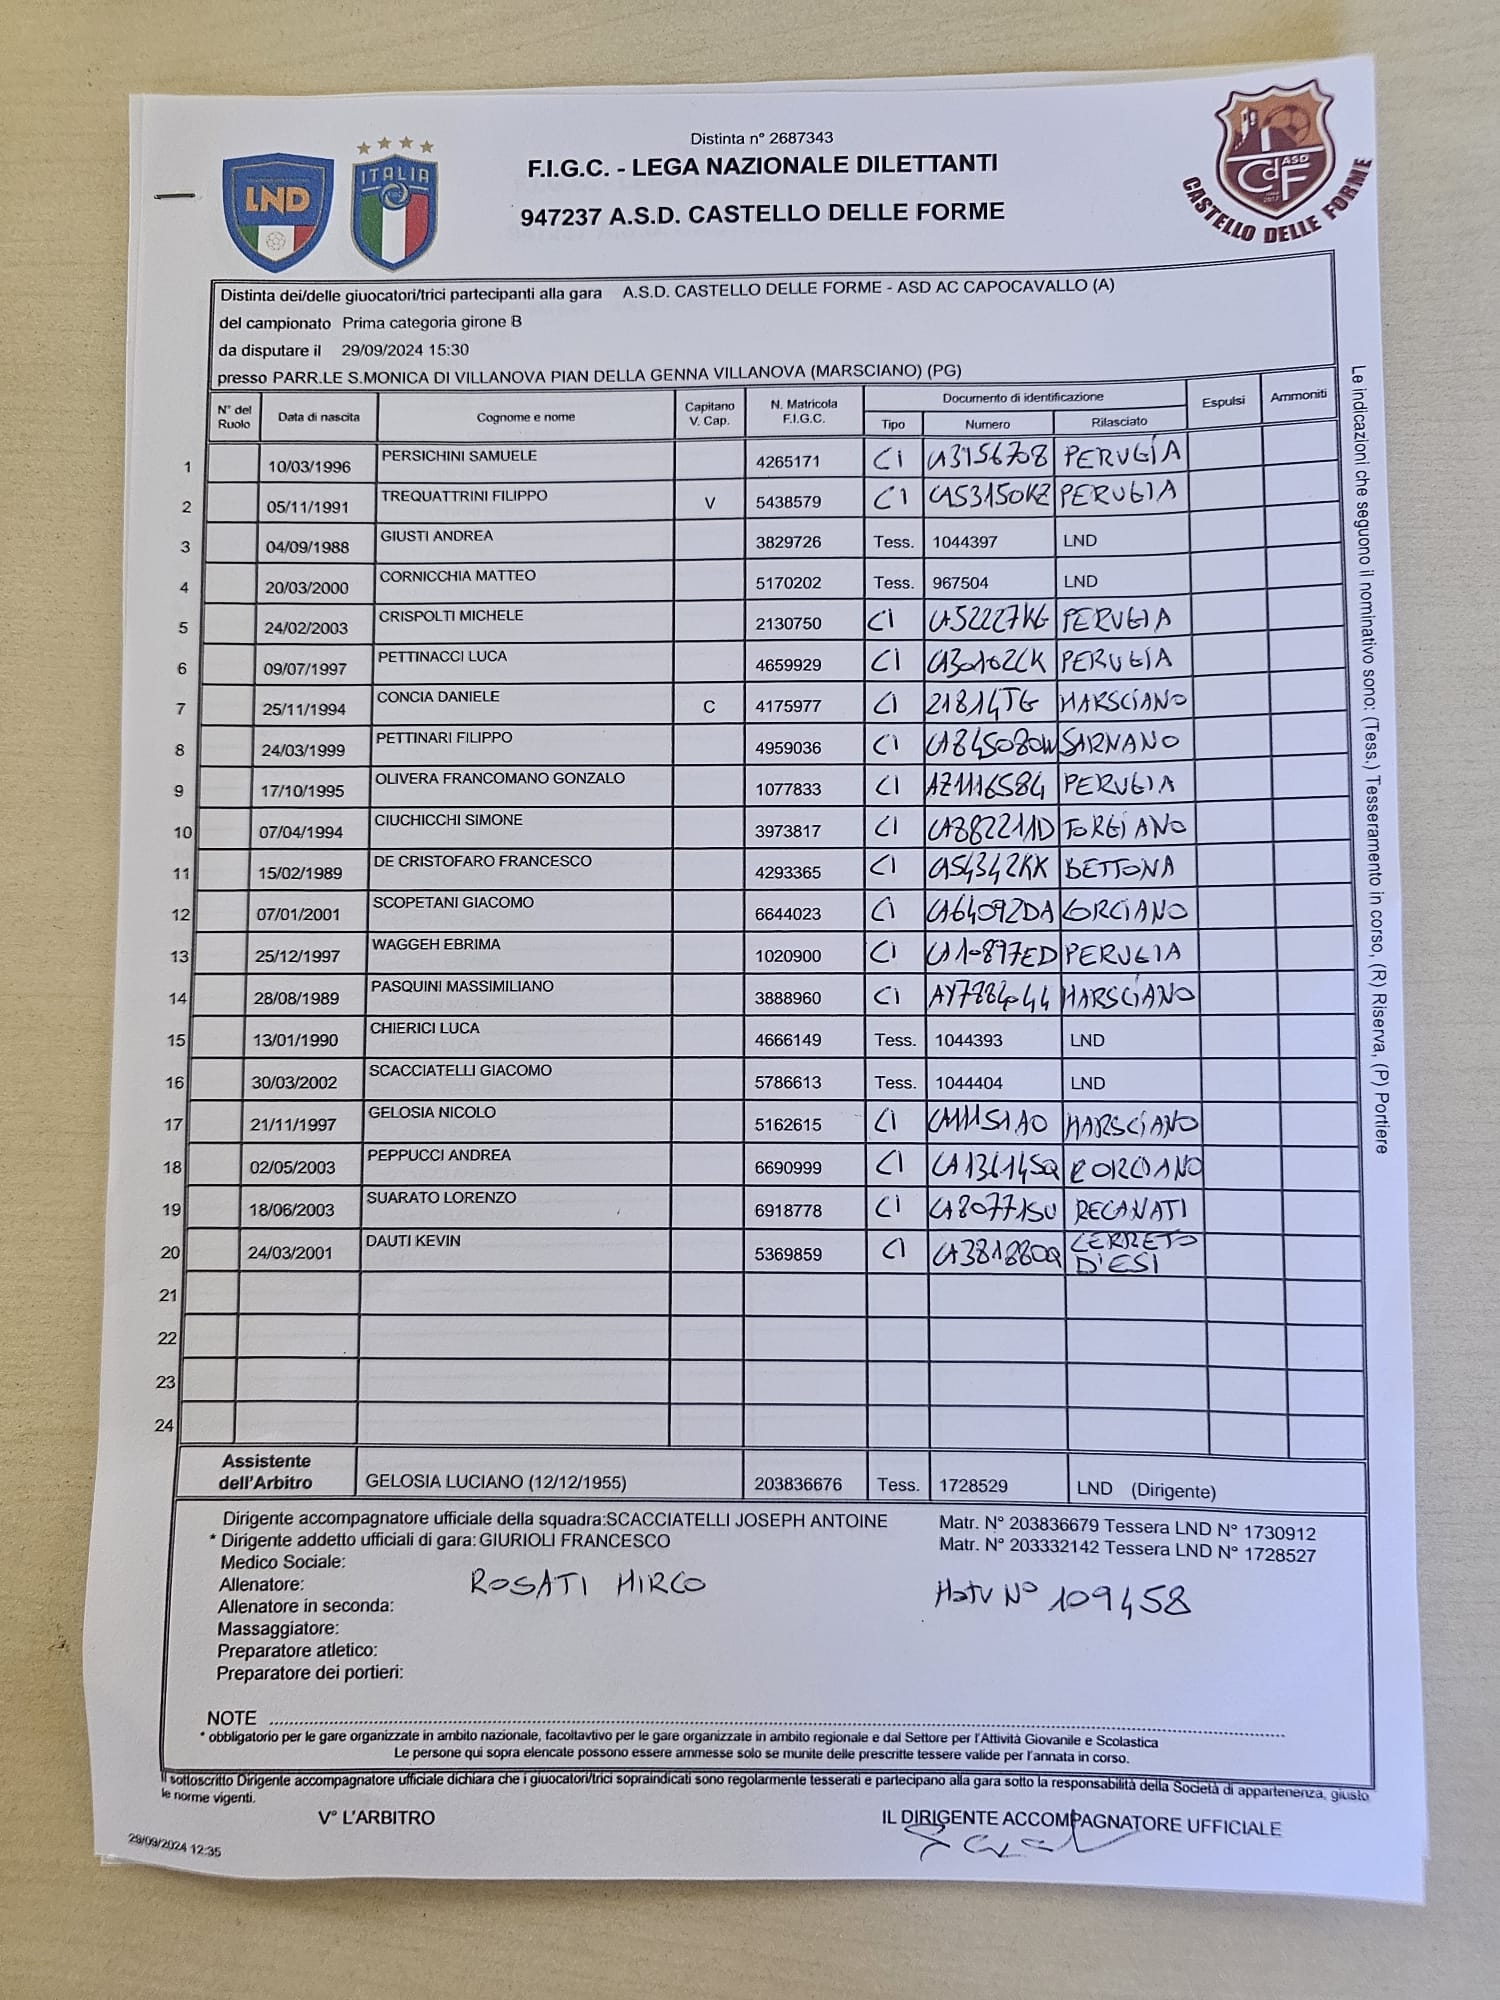 Distinta n° 2687343
F.I.G.C. - LEGA NAZIONALE DILETTANTI
947237 A.S.D. CASTELLO DELLE FORME
LND
ITALIA
ASD
CdF
CASTELLO DELLE FORME
Distinta dei/delle giuocatori/trici partecipanti alla gara A.S.D. CASTELLO DELLE FORME - ASD AC CAPOCAVALLO (A)
del campionato Prima categoria girone B
da disputare il 29/09/2024 15:30
presso PARR.LE S.MONICA DI VILLANOVA PIAN DELLA GENNA VILLANOVA (MARSCIANO) (PG)
N° del Ruolo Data di nascita Cognome e nome Capitano V. Cap. N. Matricola F.I.G.C. Documento di identificazione Espulsi Ammoniti
Tipo Numero Rilasciato
1 10/03/1996 PERSICHINI SAMUELE 4265171 CI PERUGIA
2 05/11/1991 TREQUATTRINI FILIPPO V 5438579 CI CA53150KZ PERUGIA
3 04/09/1988 GIUSTI ANDREA 3829726 Tess. 1044397 LND
4 20/03/2000 CORNICCHIA MATTEO 5170202 Tess. 967504 LND
5 24/02/2003 CRISPOLTI MICHELE 2130750 CI CA52227KG PERUGIA
6 09/07/1997 PETTINACCI LUCA 4659929 CI PERUGIA
7 25/11/1994 CONCIA DANIELE C 4175977 CI 21814TG MARSCIANO
8 24/03/1999 PETTINARI FILIPPO 4959036 CI CA845080W SARNANO
9 17/10/1995 OLIVERA FRANCOMANO GONZALO 1077833 CI AZ1116584 PERUGIA
10 07/04/1994 CIUCHICCHI SIMONE 3973817 CI CA88221AD TORGIANO
11 15/02/1989 DE CRISTOFARO FRANCESCO 4293365 CI CA54342KK BETTONA
12 07/01/2001 SCOPETANI GIACOMO 6644023 CI CA64092DA CORCIANO
13 25/12/1997 WAGGEH EBRIMA 1020900 CI CA10897ED PERUGIA
14 28/08/1989 PASQUINI MASSIMILIANO 3888960 CI MARSCIANO
15 13/01/1990 CHIERICI LUCA 4666149 Tess. 1044393 LND
16 30/03/2002 SCACCIATELLI GIACOMO 5786613 Tess. 1044404 LND
17 21/11/1997 GELOSIA NICOLO 5162615 CI MARSCIANO
18 02/05/2003 PEPPUCCI ANDREA 6690999 CI CA13614SQ CORCIANO
19 18/06/2003 SUARATO LORENZO 6918778 CI CA80771SU RECANATI
20 24/03/2001 DAUTI KEVIN 5369859 CI CERRETO D'ESI
21
22
23
24
Assistente dell'Arbitro GELOSIA LUCIANO (12/12/1955) 203836676 Tess. 1728529 LND (Dirigente)
Dirigente accompagnatore ufficiale della squadra:SCACCIATELLI JOSEPH ANTOINE Matr. N° 203836679 Tessera LND N° 1730912
* Dirigente addetto ufficiali di gara: GIURIOLI FRANCESCO Matr. N° 203332142 Tessera LND N° 1728527
Medico Sociale:
Allenatore: ROSATI MIRCO Matr N° 109458
Allenatore in seconda:
Massaggiatore:
Preparatore atletico:
Preparatore dei portieri:
NOTE
* obbligatorio per le gare organizzate in ambito nazionale, facoltavtivo per le gare organizzate in ambito regionale e dal Settore per l'Attività Giovanile e Scolastica
Le persone qui sopra elencate possono essere ammesse solo se munite delle prescritte tessere valide per l'annata in corso.
Il sottoscritto Dirigente accompagnatore ufficiale dichiara che i giuocatori/trici sopraindicati sono regolarmente tesserati e partecipano alla gara sotto la responsabilità della Società di appartenenza, giusto
le norme vigenti.
V° L'ARBITRO IL DIRIGENTE ACCOMPAGNATORE UFFICIALE
29/09/2024 12:35
Le indicazioni che seguono il nominativo sono: (Tess.) Tesseramento in corso, (R) Riserva, (P) Portiere